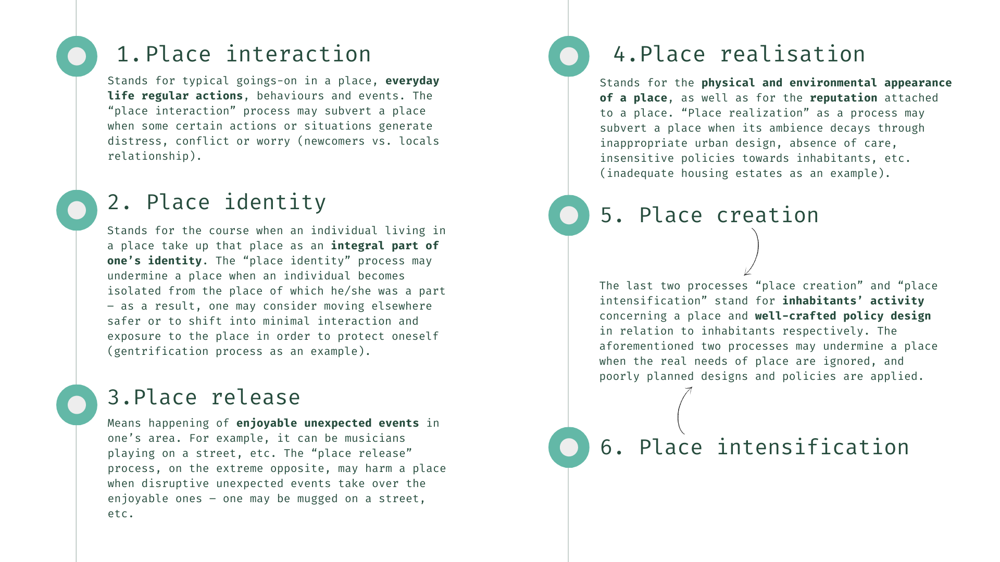 1.Place interaction
Stands for typical goings-on in a place, everyday
life regular actions, behaviours and events. The
“place interaction” process may subvert a place
when some certain actions or situations generate
distress, conflict or worry (newcomers vs. locals
relationship).
2. Place identity
Stands for the course when an individual living in
a place take up that place as an integral part of
one’s identity. The “place identity” process may
undermine a place when an individual becomes
isolated from the place of which he/she was a part
– as a result, one may consider moving elsewhere
safer or to shift into minimal interaction and
exposure to the place in order to protect oneself
(gentrification process as an example).
3.Place release
Means happening of enjoyable unexpected events in
one’s area. For example, it can be musicians
playing on a street, etc. The “place release”
process, on the extreme opposite, may harm a place
when disruptive unexpected events take over the
enjoyable ones – one may be mugged on a street,
etc.
4.Place realisation
Stands for the physical and environmental appearance
of a place, as well as for the reputation attached
to a place. “Place realization” as a process may
subvert a place when its ambience decays through
inappropriate urban design, absence of care,
insensitive policies towards inhabitants, etc.
(inadequate housing estates as an example).
5. Place creation
The last two processes “place creation” and “place
intensification” stand for inhabitants’ activity
concerning a place and well-crafted policy design
in relation to inhabitants respectively. The
aforementioned two processes may undermine a place
when the real needs of place are ignored, and
poorly planned designs and policies are applied.
6. Place intensification